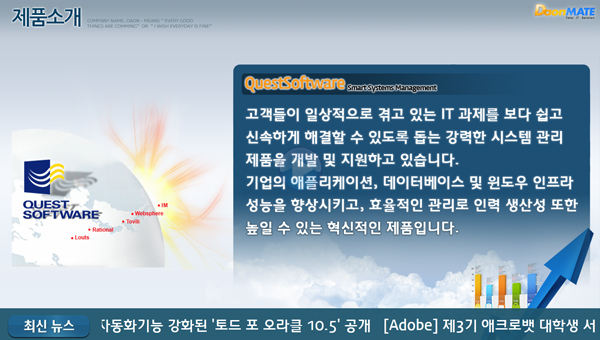 제품소개
COMPANY NAME, DAON - MAXIMS: " EVERY GOOD
THINGS ARE COMMING," OR: " I WISH EVERYDAY IS FINE"
DaonMATE
QuestSoftware Smart Systems Management
고객들이 일상적으로 겪고 있는 IT 과제를 보다 쉽고
신속하게 해결할 수 있도록 돕는 강력한 시스템 관리
제품을 개발 및 지원하고 있습니다.
기업의 애플리케이션, 데이터베이스 및 윈도우 인프라
성능을 향상시키고, 효율적인 관리로 인력 생산성 또한
높일 수 있는 혁신적인 제품입니다.
QUEST
SOFTWARE
IM
Websphere
Tovili
Rational
Louts
최신 뉴스
자동화기능 강화된 '토드 포 오라클 10.5' 공개 [Adobe] 제3기 애크로뱃 대학생 서